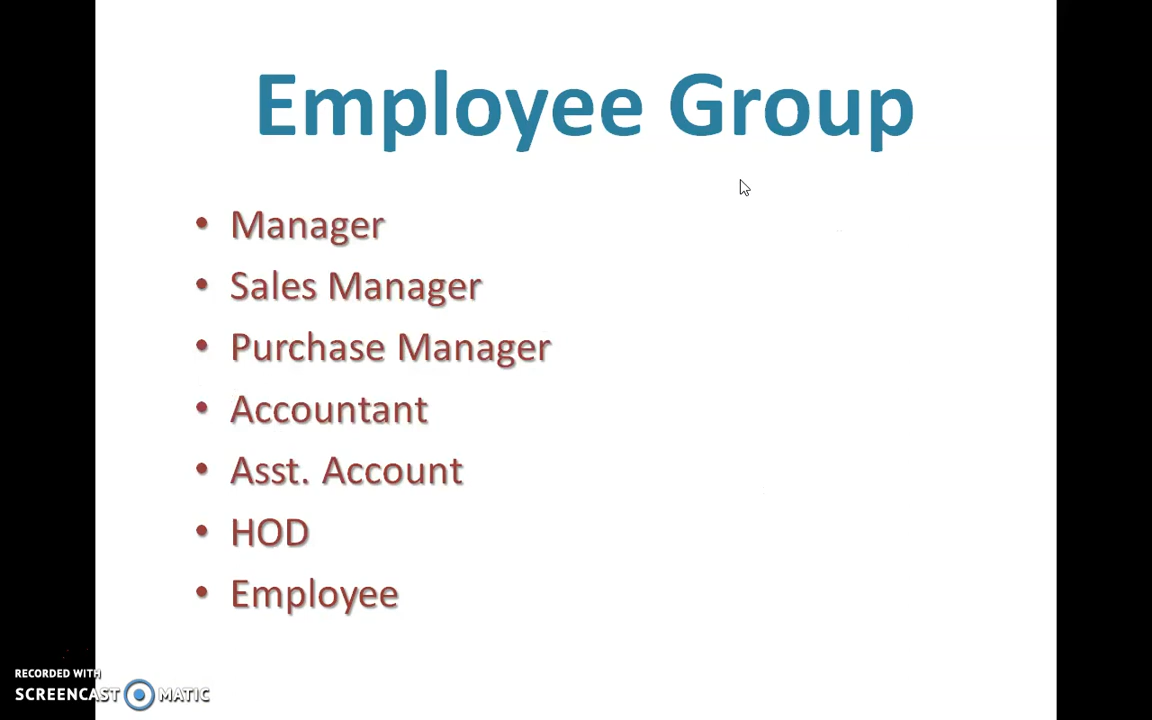 Employee Group
• Manager
• Sales Manager
• Purchase Manager
• Accountant
• Asst. Account
• HOD
• Employee
RECORDED WITH
SCREENCAST MATIC